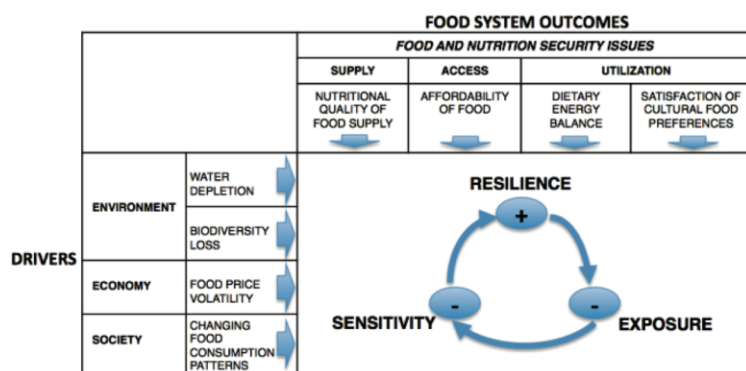 FOOD SYSTEM OUTCOMES
FOOD AND NUTRITION SECURITY ISSUES
SUPPLY
ACCESS
UTILIZATION
NUTRITIONAL
QUALITY OF
FOOD SUPPLY
AFFORDABILITY
OF FOOD
DIETARY
ENERGY
BALANCE
SATISFACTION OF
CULTURAL FOOD
PREFERENCES
DRIVERS
ENVIRONMENT
WATER
DEPLETION
BIODIVERSITY
LOSS
ECONOMY
FOOD PRICE
VOLATILITY
SOCIETY
CHANGING
FOOD
CONSUMPTION
PATTERNS
RESILIENCE
+
SENSITIVITY
-
-
EXPOSURE